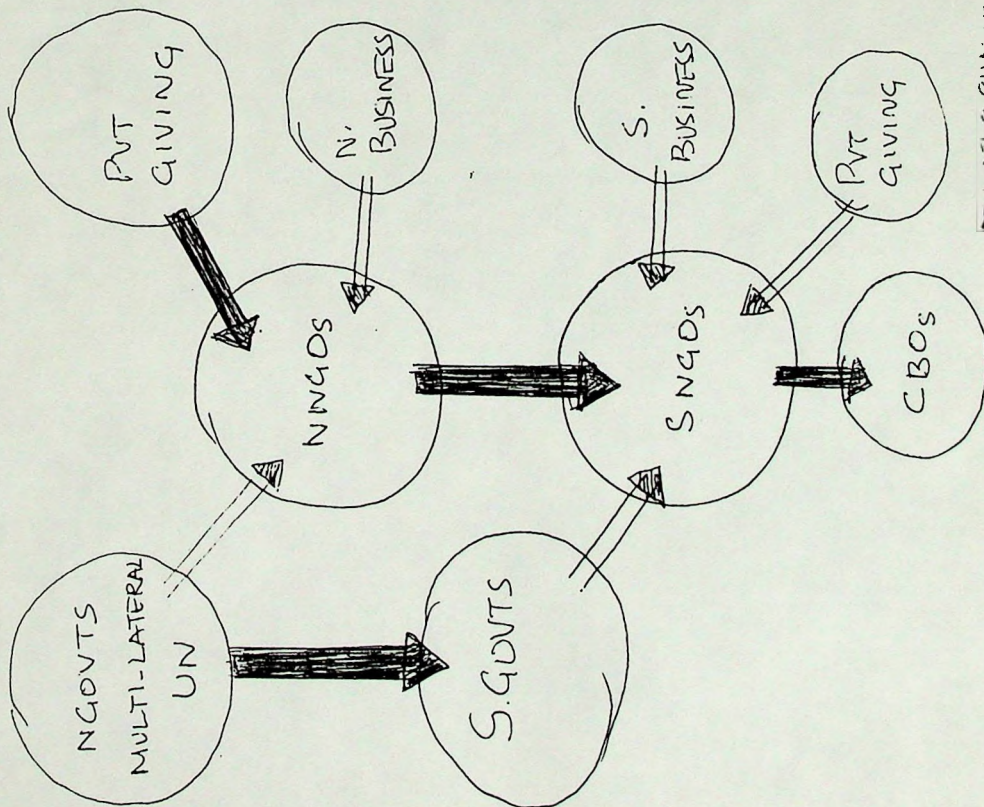 NGOVTS
MULTI-LATERAL
UN
PVT
GIVING
NNGOs
N.
BUSINESS
S.GOVTS
SNGOs
S.
BUSINESS
PVT
GIVING
CBOs